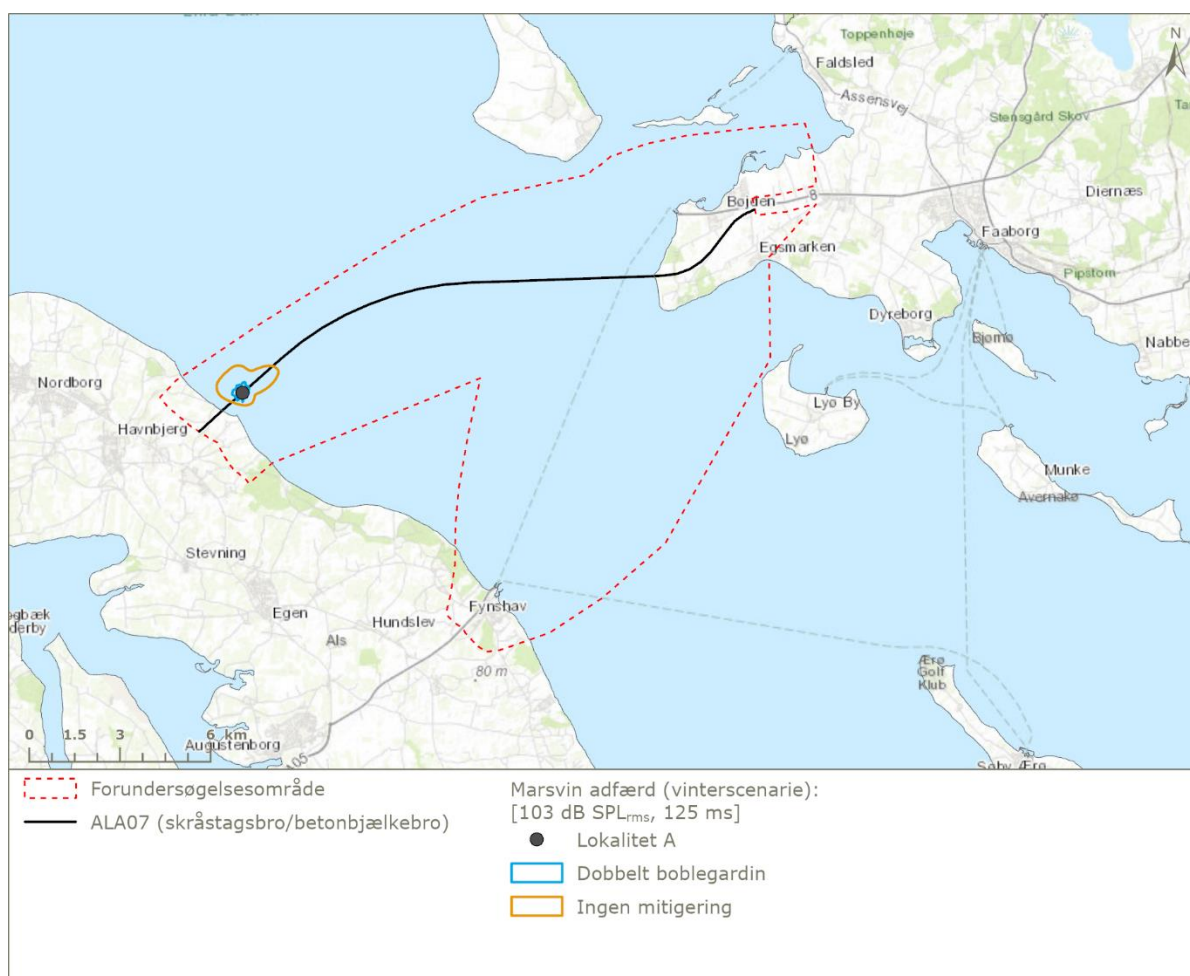 Toppenhøje
Faldsled
N
Assensvej
Stensgård Skov
Diernæs
Bøjden
8
Faaborg
Egsmarken
Pipstorn
Dyreborg
Bjørnø
Nabbe
Nordborg
Lyø By
Havnbjerg
Lyø
Munke
Avernakø
Stevning
Egen
Fynshav
Hundslev
Als
80 m
Ærø
Golf
Klub
0 1.5 3 6 km
Augustenborg
Søby Ærø
Forundersøgelsesområde
ALA07 (skråstagsbro/betonbjælkebro)
Marsvin adfærd (vinterscenarie):
[103 dB SPLrms, 125 ms]
Lokalitet A
Dobbelt boblegardin
Ingen mitigering